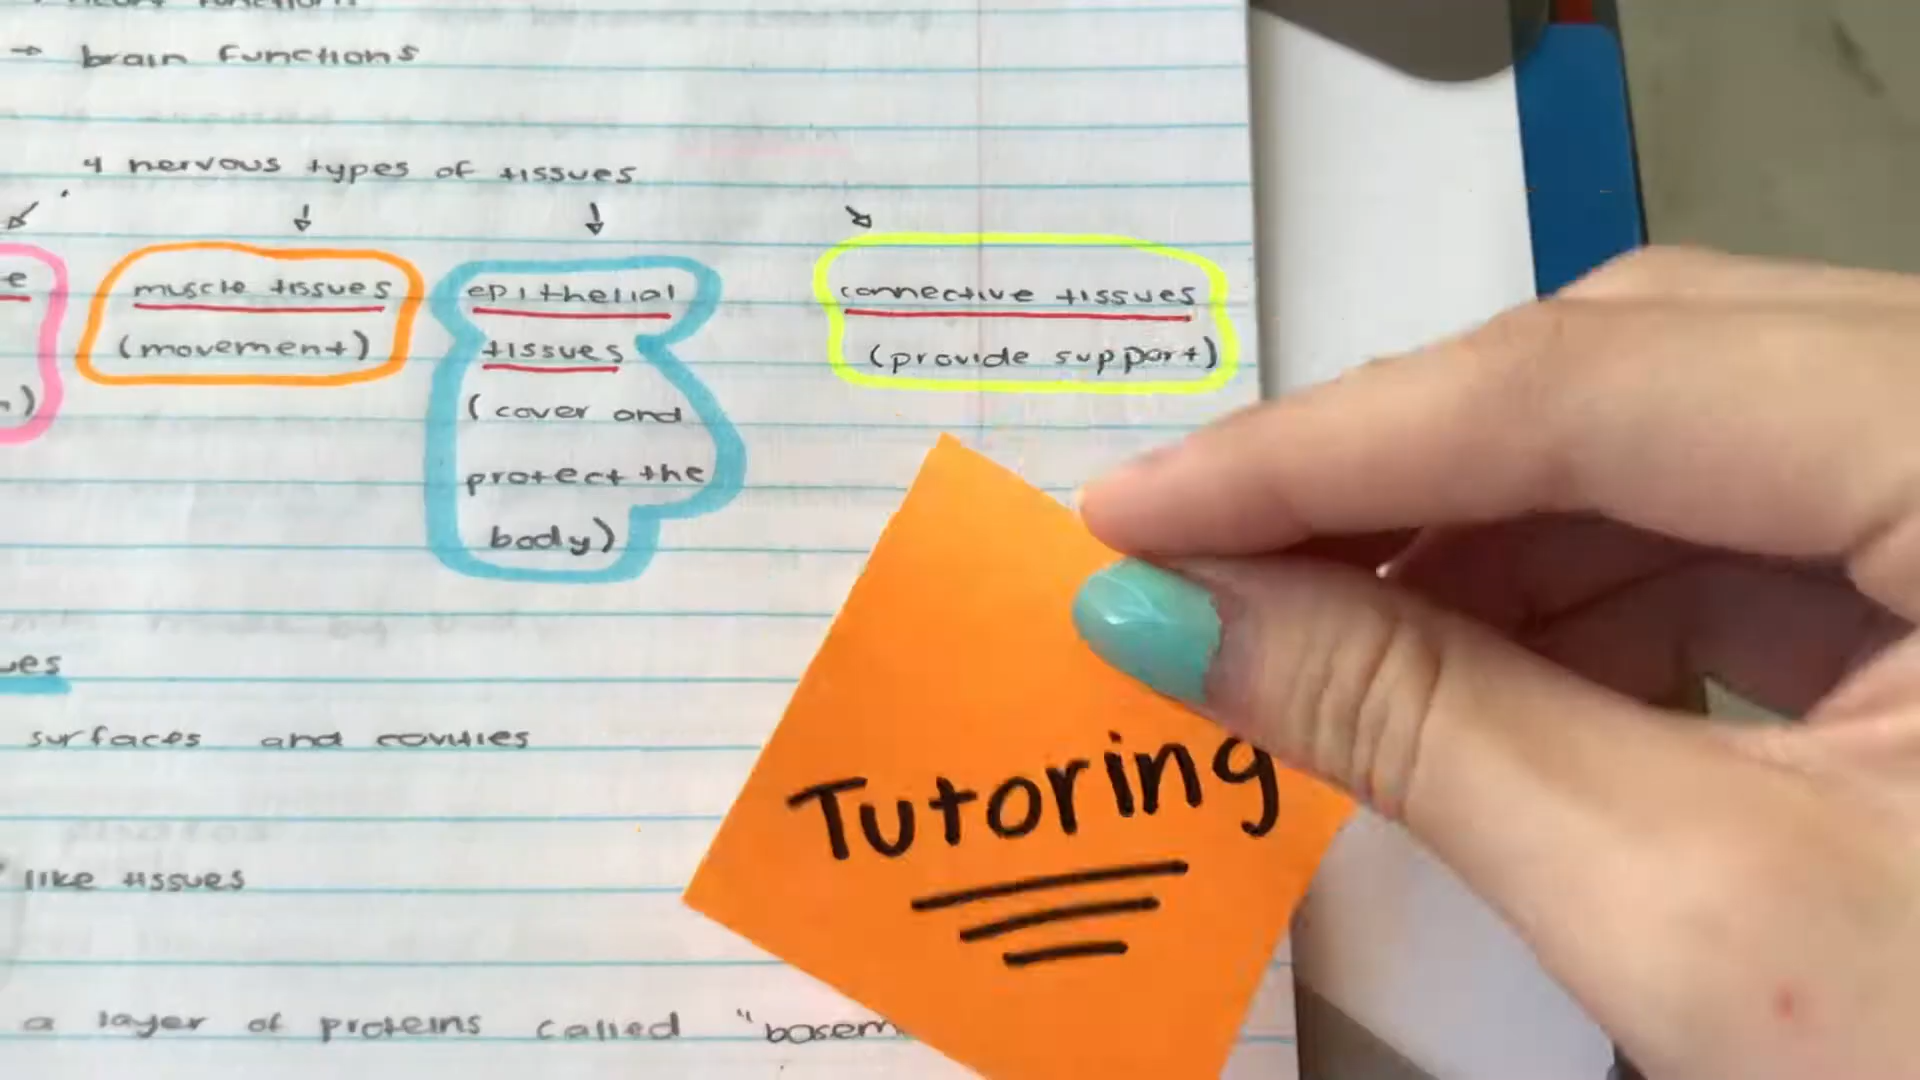 → brain functions
4 nervous types of tissues
muscle tissues
(movement)
epithelial
tissues
(cover and
protect the
body)
connective tissues
(provide support)
surfaces and cavities
like tissues
a layer of proteins called "basem
Tutoring